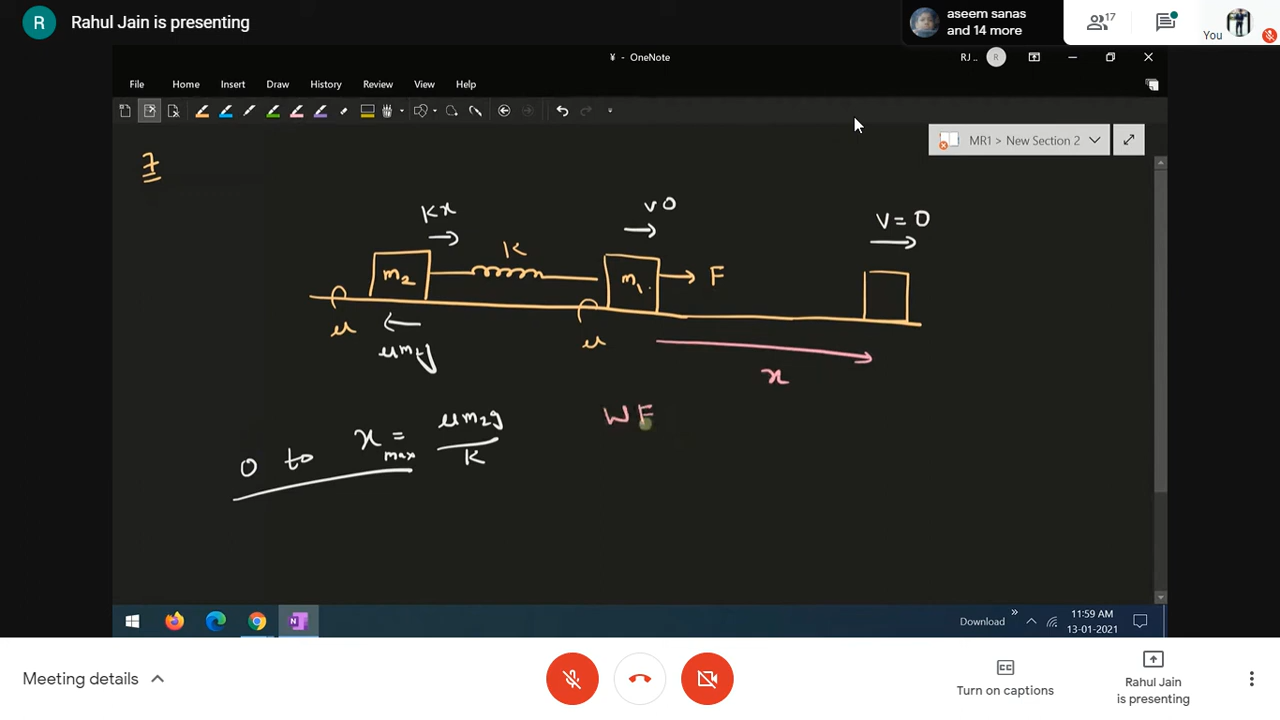 R Rahul Jain is presenting
aseem sanas
and 14 more
17
You
¥ - OneNote
RJ ..
R
File Home Insert Draw History Review View Help
MR1 > New Section 2
7
kx
v0
v = 0
m2
K
m1
F
μ
μ
μm2g
x
0 to x max = μm2g / K
WF
Download
11:59 AM
13-01-2021
Meeting details
Turn on captions
Rahul Jain
is presenting